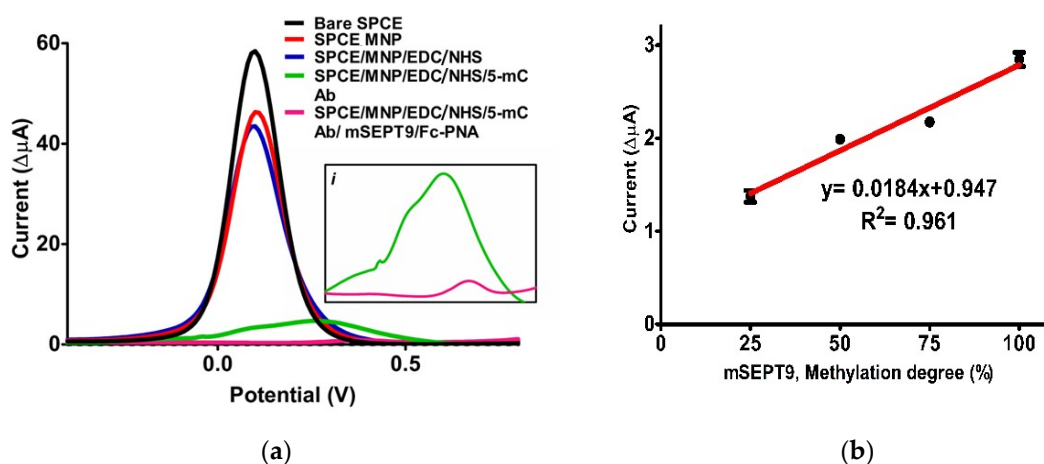 Bare SPCE
SPCE MNP
SPCE/MNP/EDC/NHS
SPCE/MNP/EDC/NHS/5-mC
Ab
SPCE/MNP/EDC/NHS/5-mC
Ab/ mSEPT9/Fc-PNA
i
60
40
20
0
0.0
0.5
Current (ΔµA)
Potential (V)
(a)
3
2
1
0
0
25
50
75
100
Current (ΔµA)
y= 0.0184x+0.947
R²= 0.961
mSEPT9, Methylation degree (%)
(b)